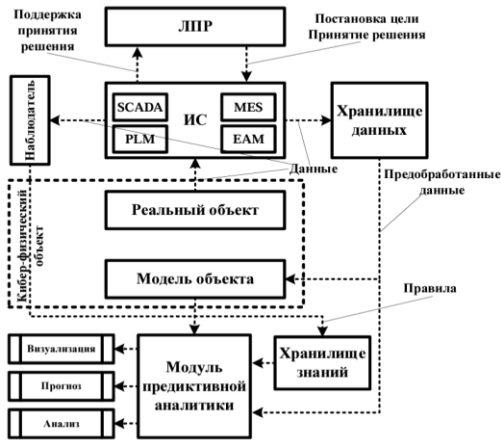 Поддержка
принятия
решения
ЛПР
Постановка цели
Принятие решения
Наблюдатель
SCADA
MES
ИС
PLM
EAM
Хранилище
данных
Данные
Предобработанные
данные
Кибер-физический
объект
Реальный объект
Модель объекта
Правила
Визуализация
Прогноз
Анализ
Модуль
предиктивной
аналитики
Хранилище
знаний